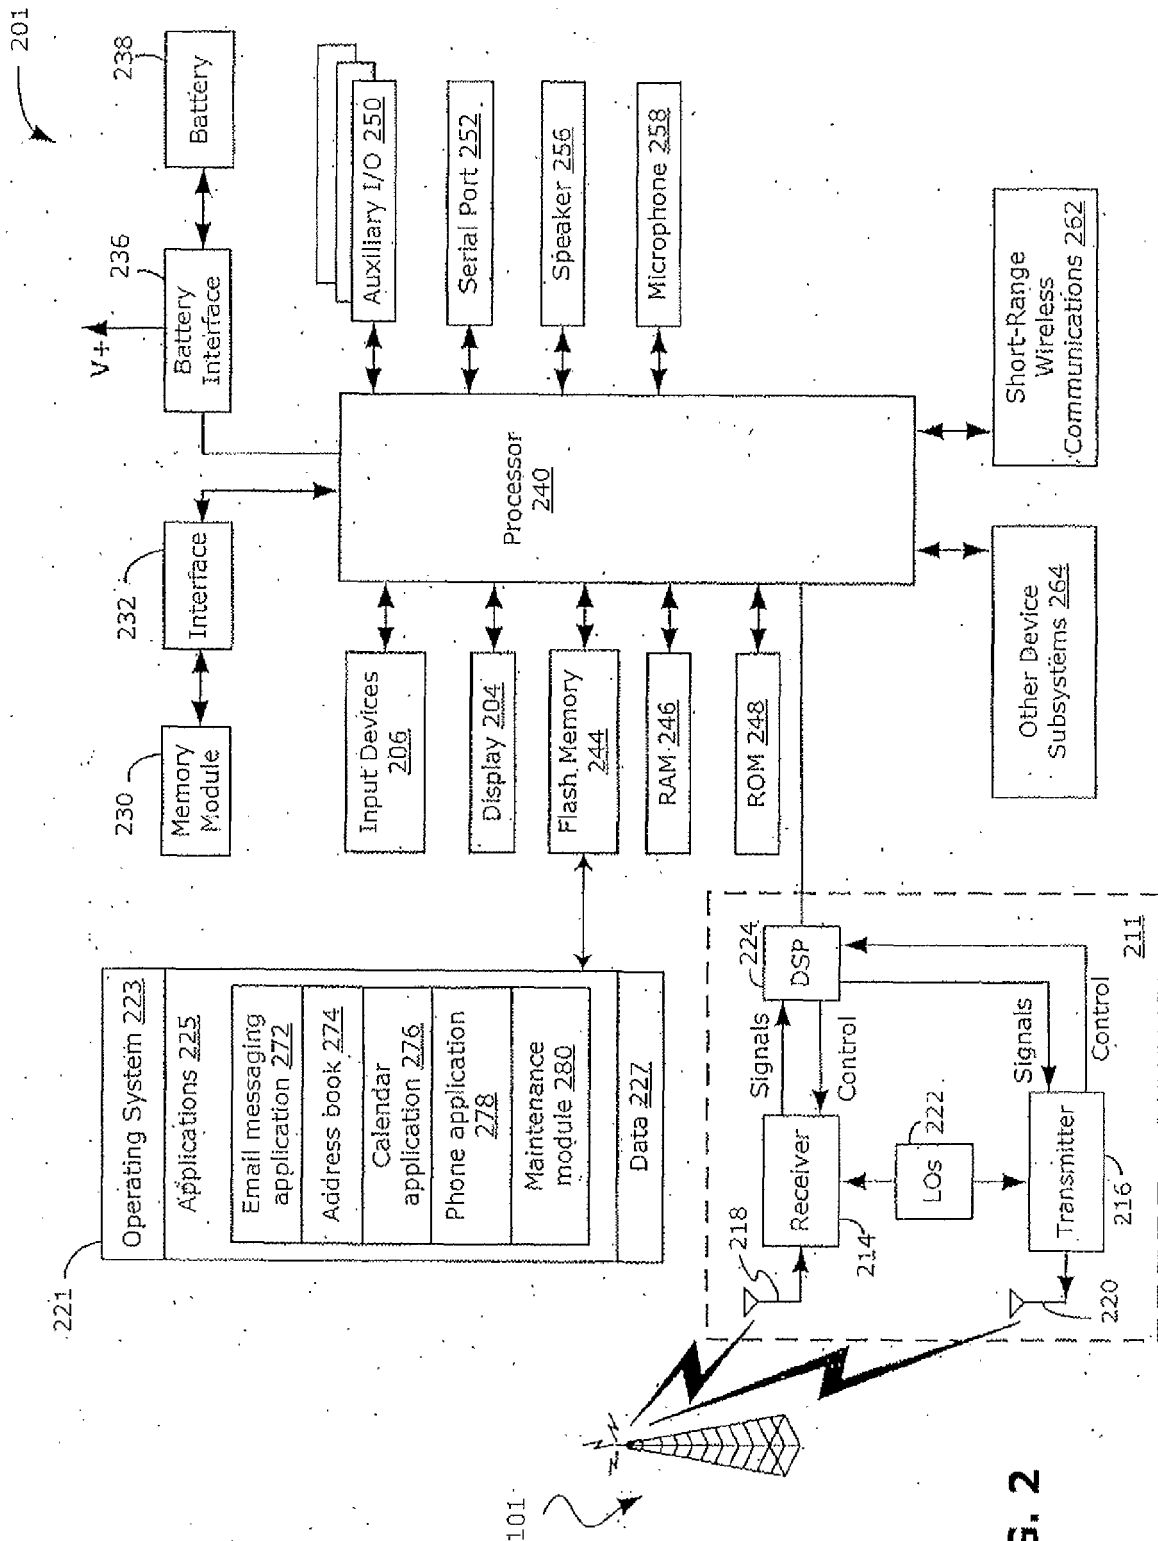 201
221
Operating System 223
Applications 225
Email messaging
application 272
Address book 274
Calendar
application 276
Phone application
278
Maintenance
module 280
Data 227
230
Memory
Module
232
Interface
V+
236
Battery
Interface
238
Battery
Input Devices
206
Display 204
Flash Memory
244
RAM 246
ROM 248
Processor
240
Auxiliary I/O 250
Serial Port 252
Speaker 256
Microphone 258
101
218
Receiver
214
Signals
Control
224
DSP
LOs
222
Signals
Control
Transmitter
216
220
211
Other Device
Subsystems 264
Short-Range
Wireless
Communications 262
G. 2